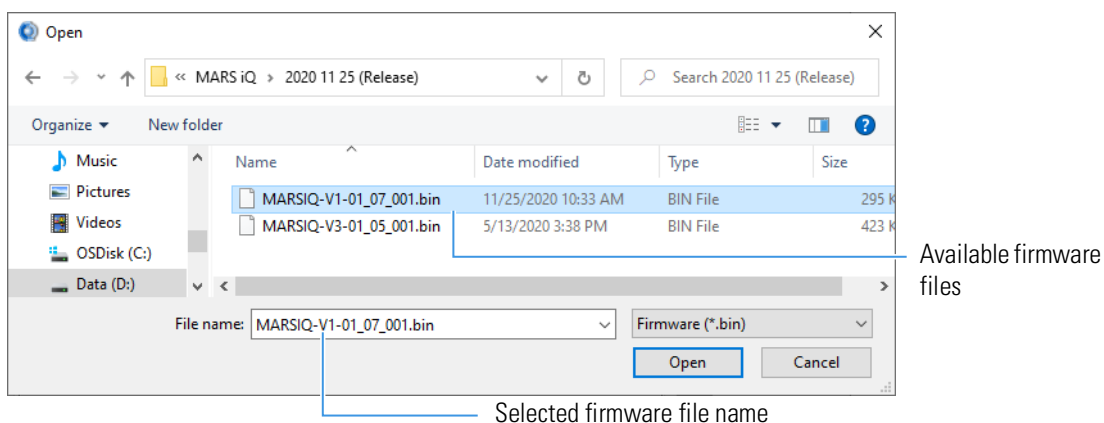 Open
« MARS iQ > 2020 11 25 (Release)
Search 2020 11 25 (Release)
Organize
New folder
Music
Pictures
Videos
OSDisk (C:)
Data (D:)
Name Date modified Type Size
MARSIQ-V1-01_07_001.bin 11/25/2020 10:33 AM BIN File 295 K
MARSIQ-V3-01_05_001.bin 5/13/2020 3:38 PM BIN File 423 K
Available firmware
files
File name: MARSIQ-V1-01_07_001.bin
Firmware (*.bin)
Open
Cancel
Selected firmware file name